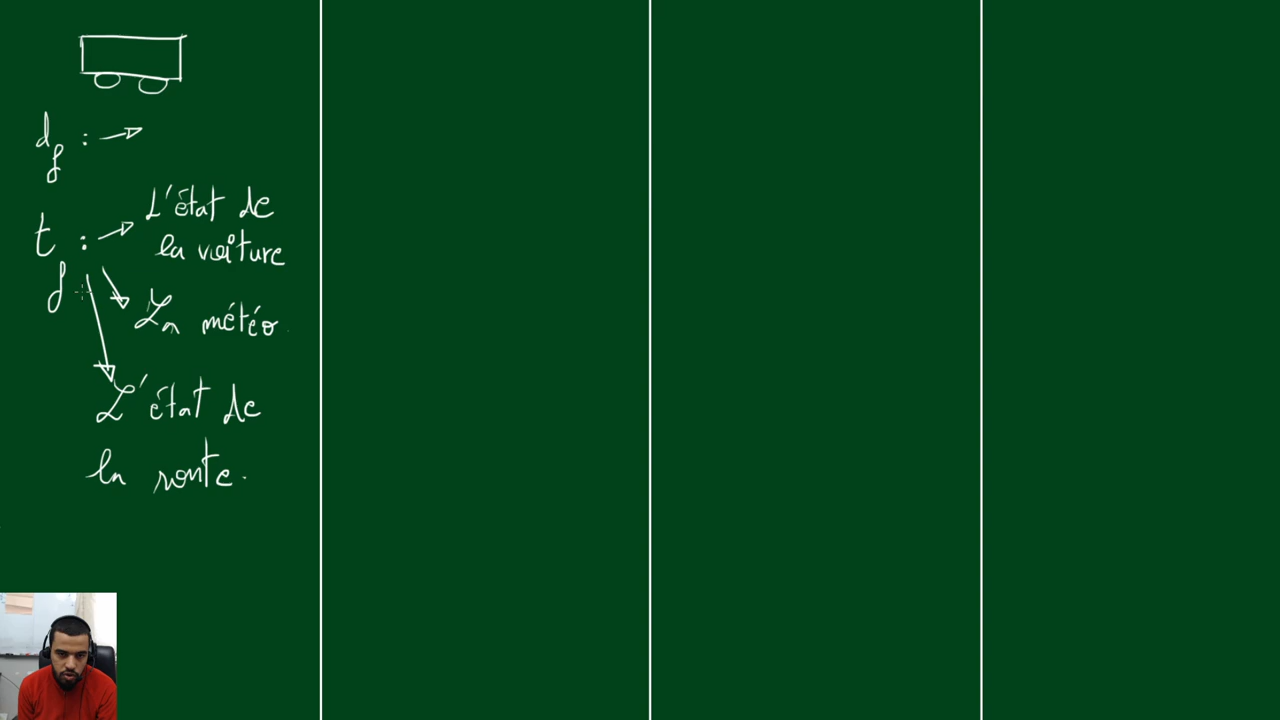 d_f : →
t_f : → L'état de
la voiture
La météo.
L'état de
la route.